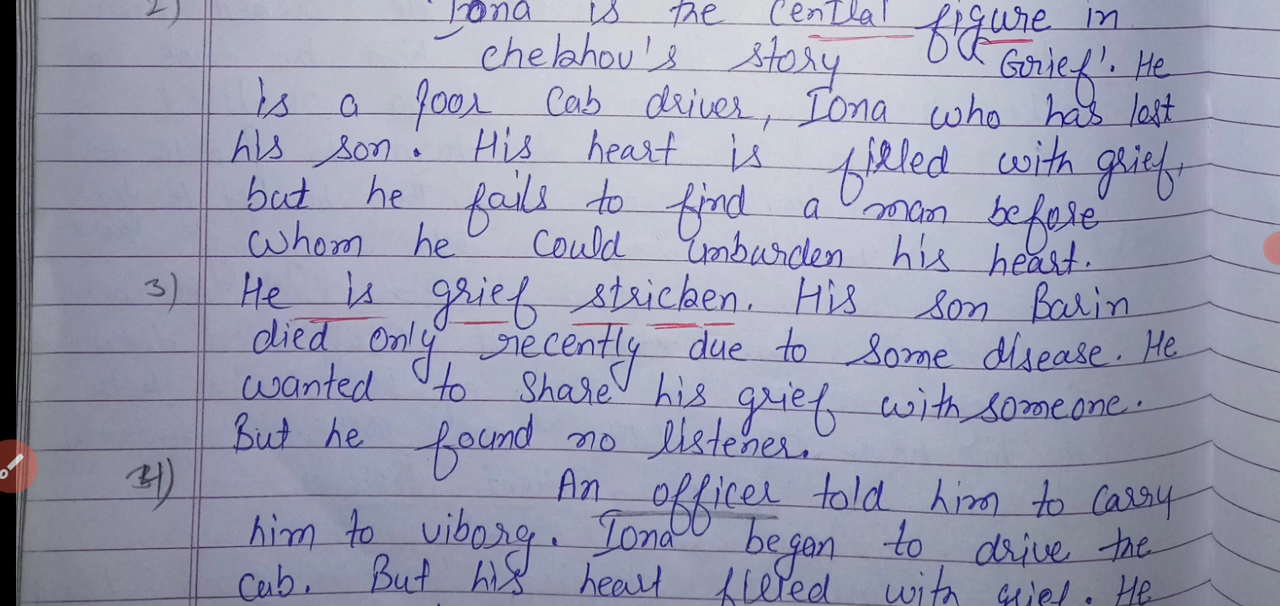 2) Iona is the central figure in
chekhov's story 'Grief'. He
is a poor cab driver, Iona who has lost
his son. His heart is filled with grief,
but he fails to find a man before
whom he could unburden his heart.
3) He is grief stricken. His son Barin
died only recently due to some disease. He
wanted to share his grief with someone.
But he found no listener.
4) An officer told him to carry
him to viborg. Iona began to drive the
cab. But his heart filled with grief. He